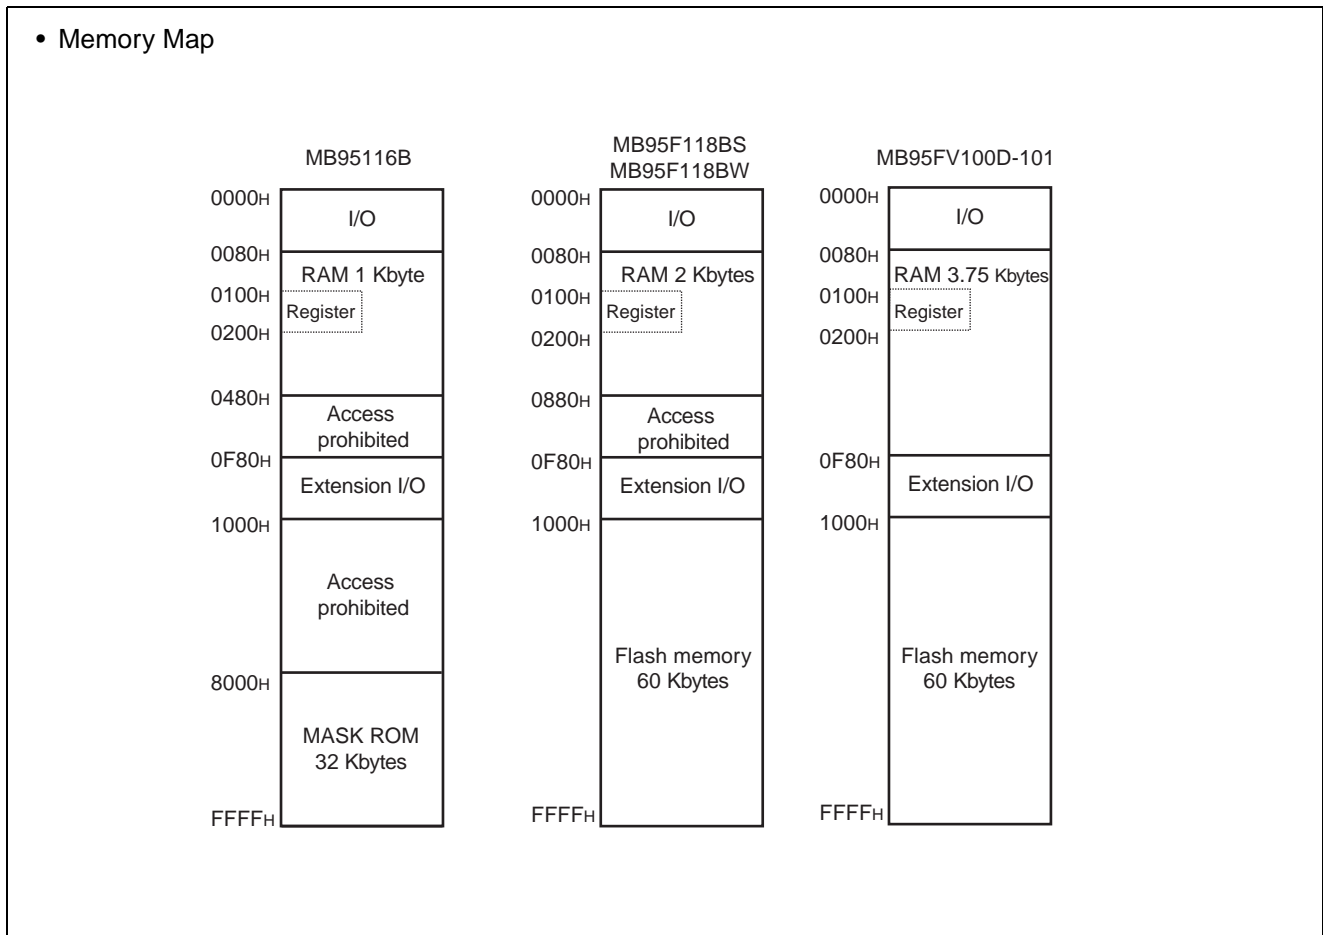 • Memory Map
MB95116B
0000H
I/O
0080H
RAM 1 Kbyte
0100H
Register
0200H
0480H
Access
prohibited
0F80H
Extension I/O
1000H
Access
prohibited
8000H
MASK ROM
32 Kbytes
FFFFH
MB95F118BS
MB95F118BW
0000H
I/O
0080H
RAM 2 Kbytes
0100H
Register
0200H
0880H
Access
prohibited
0F80H
Extension I/O
1000H
Flash memory
60 Kbytes
FFFFH
MB95FV100D-101
0000H
I/O
0080H
RAM 3.75 Kbytes
0100H
Register
0200H
0F80H
Extension I/O
1000H
Flash memory
60 Kbytes
FFFFH